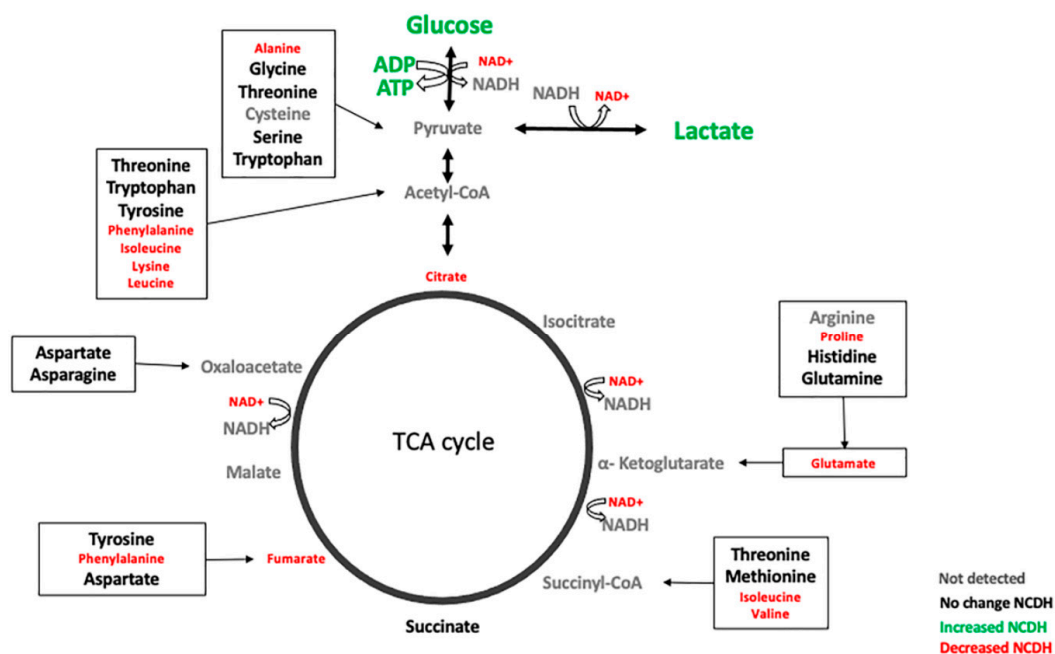 Glucose
ADP
ATP
NAD+
NADH
Alanine
Glycine
Threonine
Cysteine
Serine
Tryptophan
NADH
NAD+
Pyruvate
Lactate
Threonine
Tryptophan
Tyrosine
Phenylalanine
Isoleucine
Lysine
Leucine
Acetyl-CoA
Citrate
Isocitrate
Aspartate
Asparagine
Oxaloacetate
NAD+
NADH
Malate
TCA cycle
NAD+
NADH
Arginine
Proline
Histidine
Glutamine
α- Ketoglutarate
Glutamate
NAD+
NADH
Tyrosine
Phenylalanine
Aspartate
Fumarate
Succinyl-CoA
Threonine
Methionine
Isoleucine
Valine
Succinate
Not detected
No change NCDH
Increased NCDH
Decreased NCDH